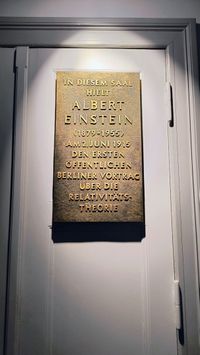 IN DIESEM SAAL
HIELT
ALBERT
EINSTEIN
(1879-1955)
AM 2. JUNI 1915
DEN ERSTEN
ÖFFENTLICHEN
BERLINER VORTRAG
ÜBER DIE
RELATIVITÄTS-
THEORIE